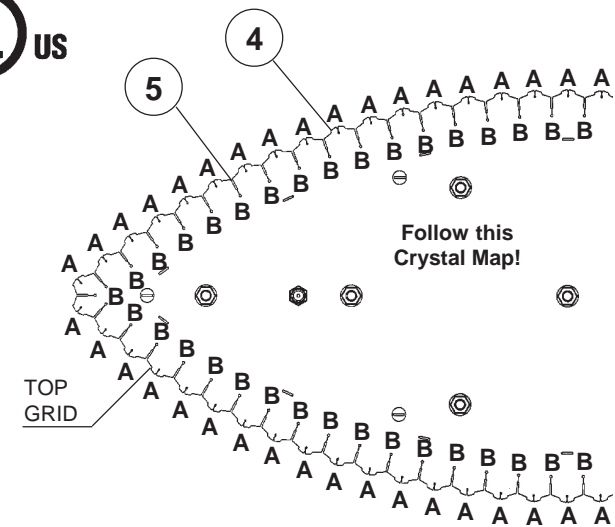 US
4
5
A A A A A A A A A A A A A A A A A A
B B B B B B B B B B B B B B B B B
Follow this
Crystal Map!
B B B B B B B B B B B B B B B B
A A A A A A A A A A A A A A A A A A
TOP
GRID